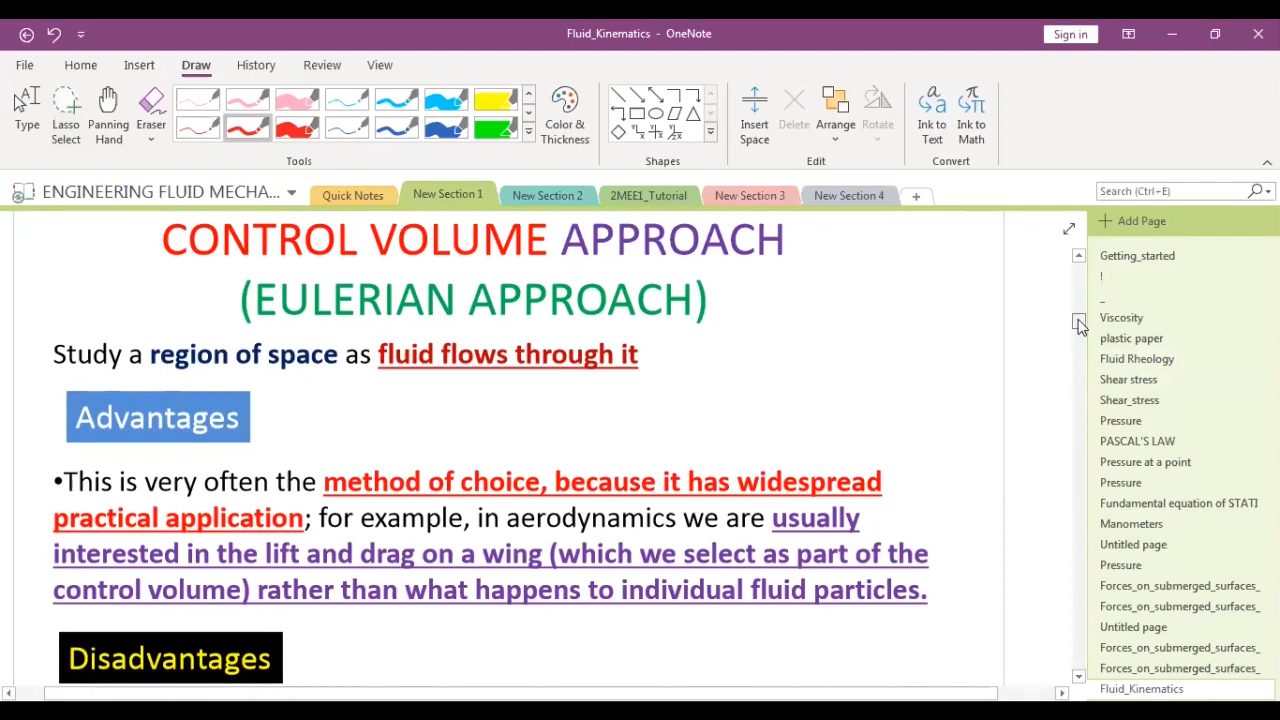 Fluid_Kinematics - OneNote
Sign in
File Home Insert Draw History Review View
Type
Lasso Select
Panning Hand
Eraser
Color & Thickness
Insert Space
Delete
Arrange
Rotate
Ink to Text
Ink to Math
Tools
Shapes
Edit
Convert
ENGINEERING FLUID MECHA...
Quick Notes
New Section 1
New Section 2
2MEE1_Tutorial
New Section 3
New Section 4
Search (Ctrl+E)
CONTROL VOLUME APPROACH
(EULERIAN APPROACH)
Study a region of space as fluid flows through it
Advantages
•This is very often the method of choice, because it has widespread
practical application; for example, in aerodynamics we are usually
interested in the lift and drag on a wing (which we select as part of the
control volume) rather than what happens to individual fluid particles.
Disadvantages
Add Page
Getting_started
!
_
Viscosity
plastic paper
Fluid Rheology
Shear stress
Shear_stress
Pressure
PASCAL'S LAW
Pressure at a point
Pressure
Fundamental equation of STATI
Manometers
Untitled page
Pressure
Forces_on_submerged_surfaces_
Forces_on_submerged_surfaces_
Untitled page
Forces_on_submerged_surfaces_
Forces_on_submerged_surfaces_
Fluid_Kinematics